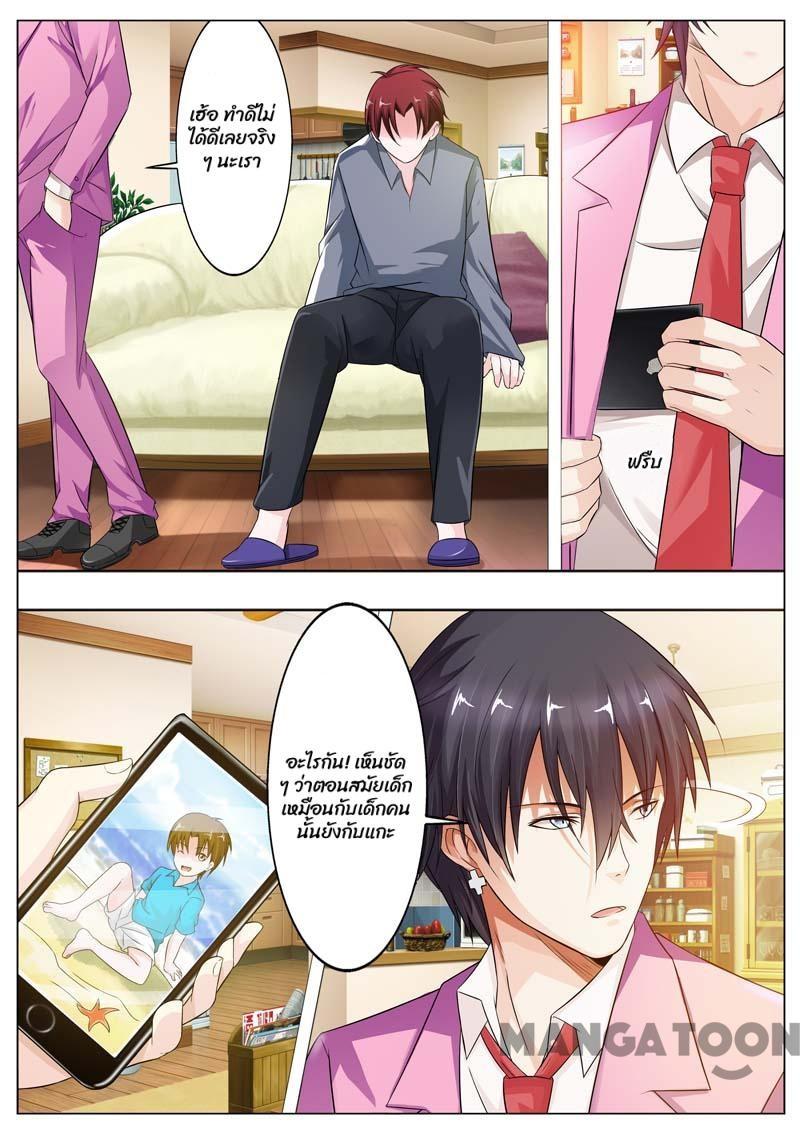 เฮ้อ ทำดีไม่
ได้ดีเลยจริง
ๆ นะเรา
ฟรึบ
อะไรกัน! เห็นชัด
ๆ ว่าตอนสมัยเด็ก
เหมือนกับเด็กคน
นั้นยังกับแกะ
MANGATOON